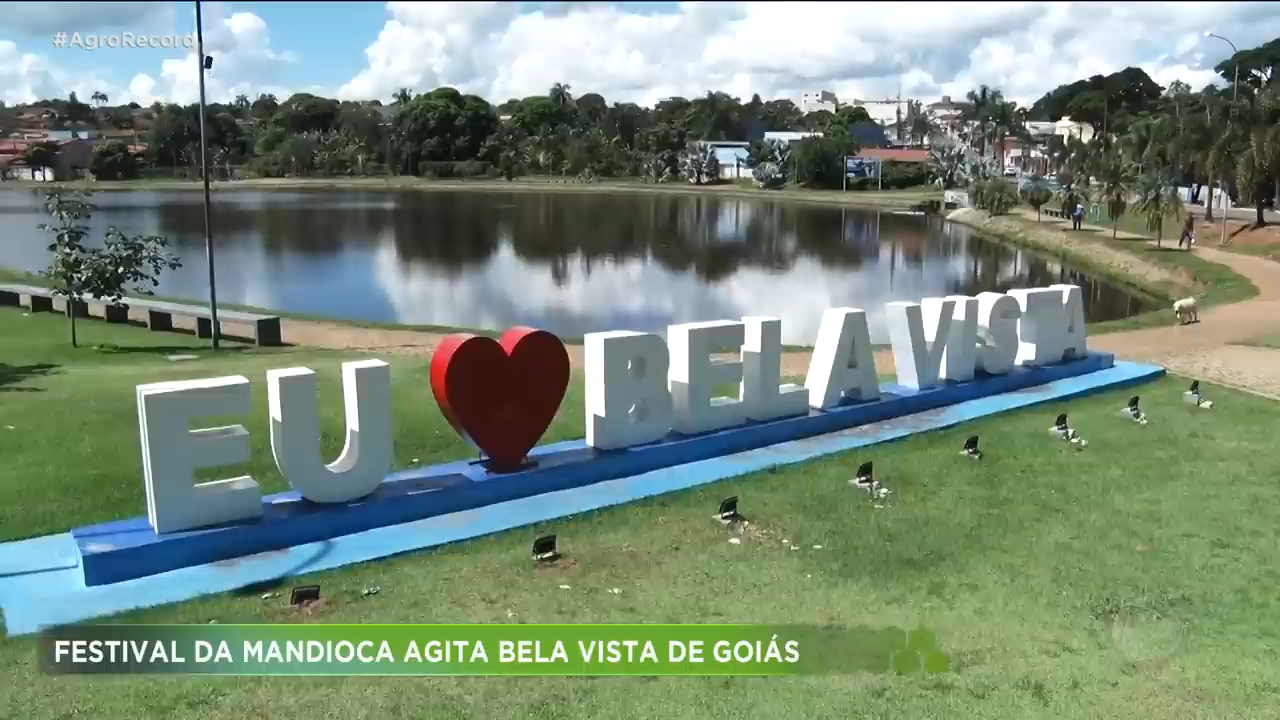 #AgroRecord
EU BELA VISTA
FESTIVAL DA MANDIOCA AGITA BELA VISTA DE GOIÁS